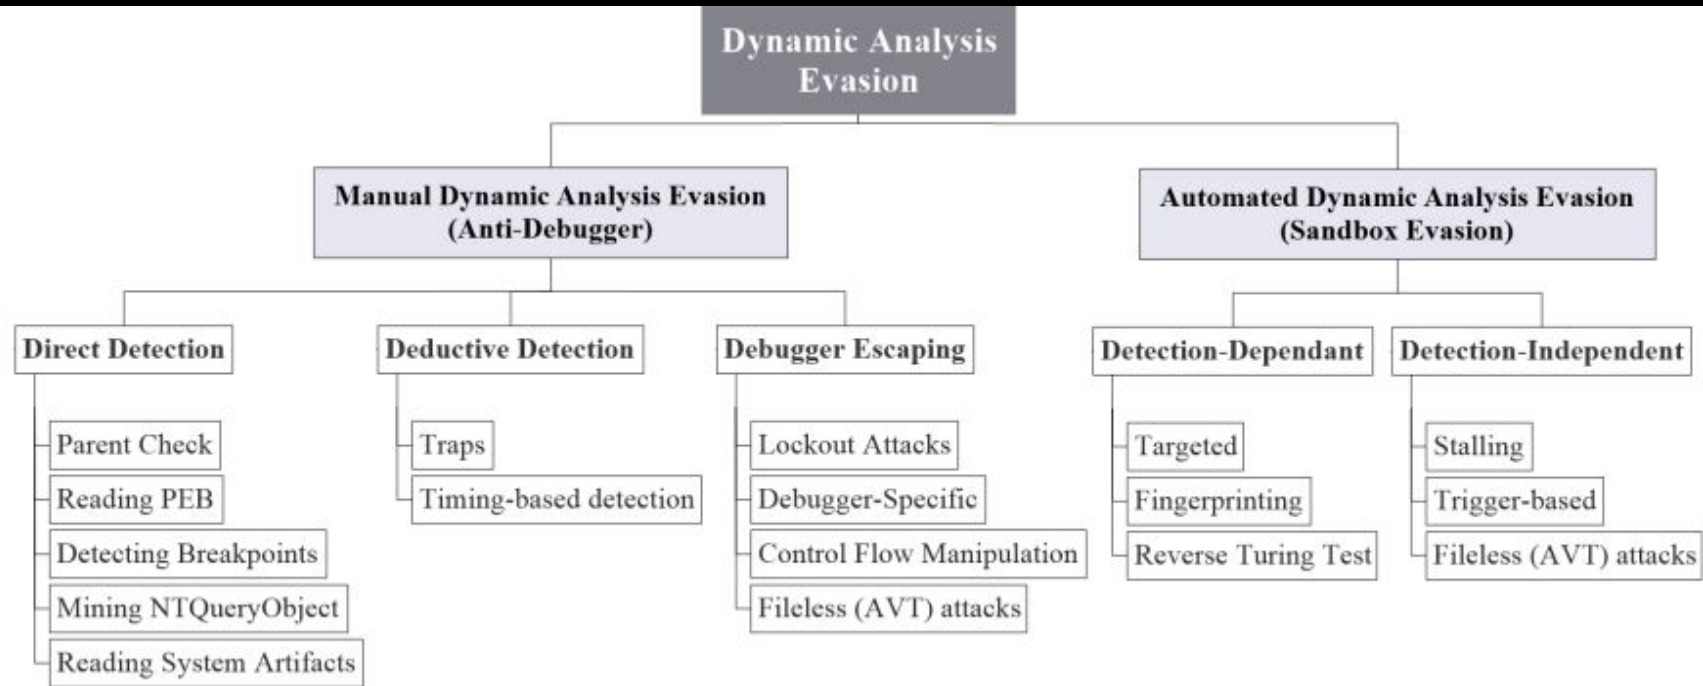 Dynamic Analysis
Evasion
Manual Dynamic Analysis Evasion
(Anti-Debugger)
Automated Dynamic Analysis Evasion
(Sandbox Evasion)
Direct Detection
Deductive Detection
Debugger Escaping
Detection-Dependant
Detection-Independent
Parent Check
Reading PEB
Detecting Breakpoints
Mining NTQueryObject
Reading System Artifacts
Traps
Timing-based detection
Lockout Attacks
Debugger-Specific
Control Flow Manipulation
Fileless (AVT) attacks
Targeted
Fingerprinting
Reverse Turing Test
Stalling
Trigger-based
Fileless (AVT) attacks